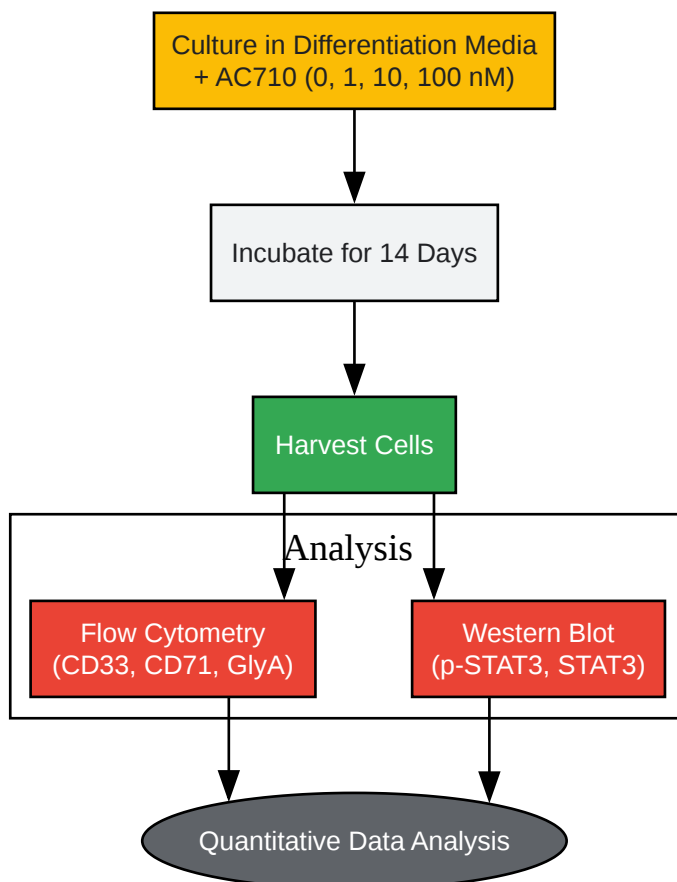 Culture in Differentiation Media
+ AC710 (0, 1, 10, 100 nM)
Incubate for 14 Days
Harvest Cells
Analysis
Flow Cytometry
(CD33, CD71, GlyA)
Western Blot
(p-STAT3, STAT3)
Quantitative Data Analysis